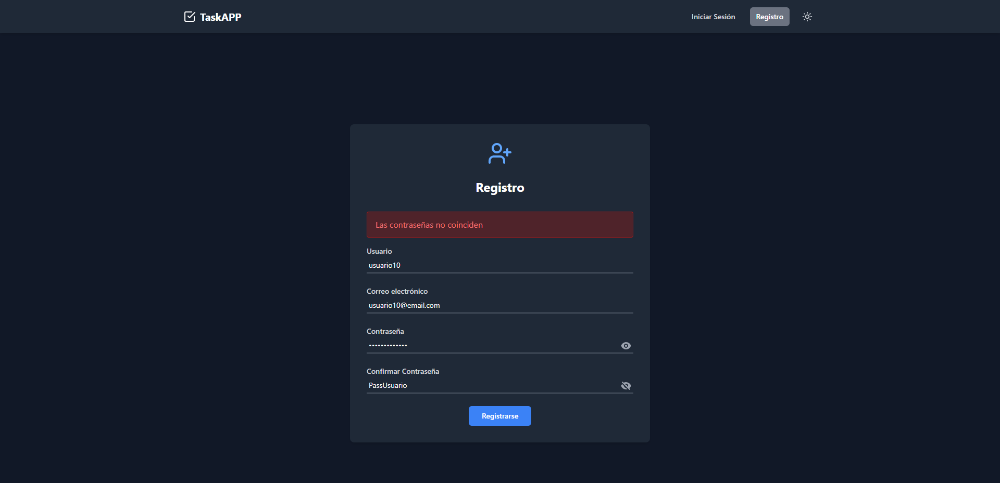 TaskAPP
Iniciar Sesión
Registro
Registro
Las contraseñas no coinciden
Usuario
usuario10
Correo electrónico
usuario10@email.com
Contraseña
•••••••••••••
Confirmar Contraseña
PassUsuario
Registrarse